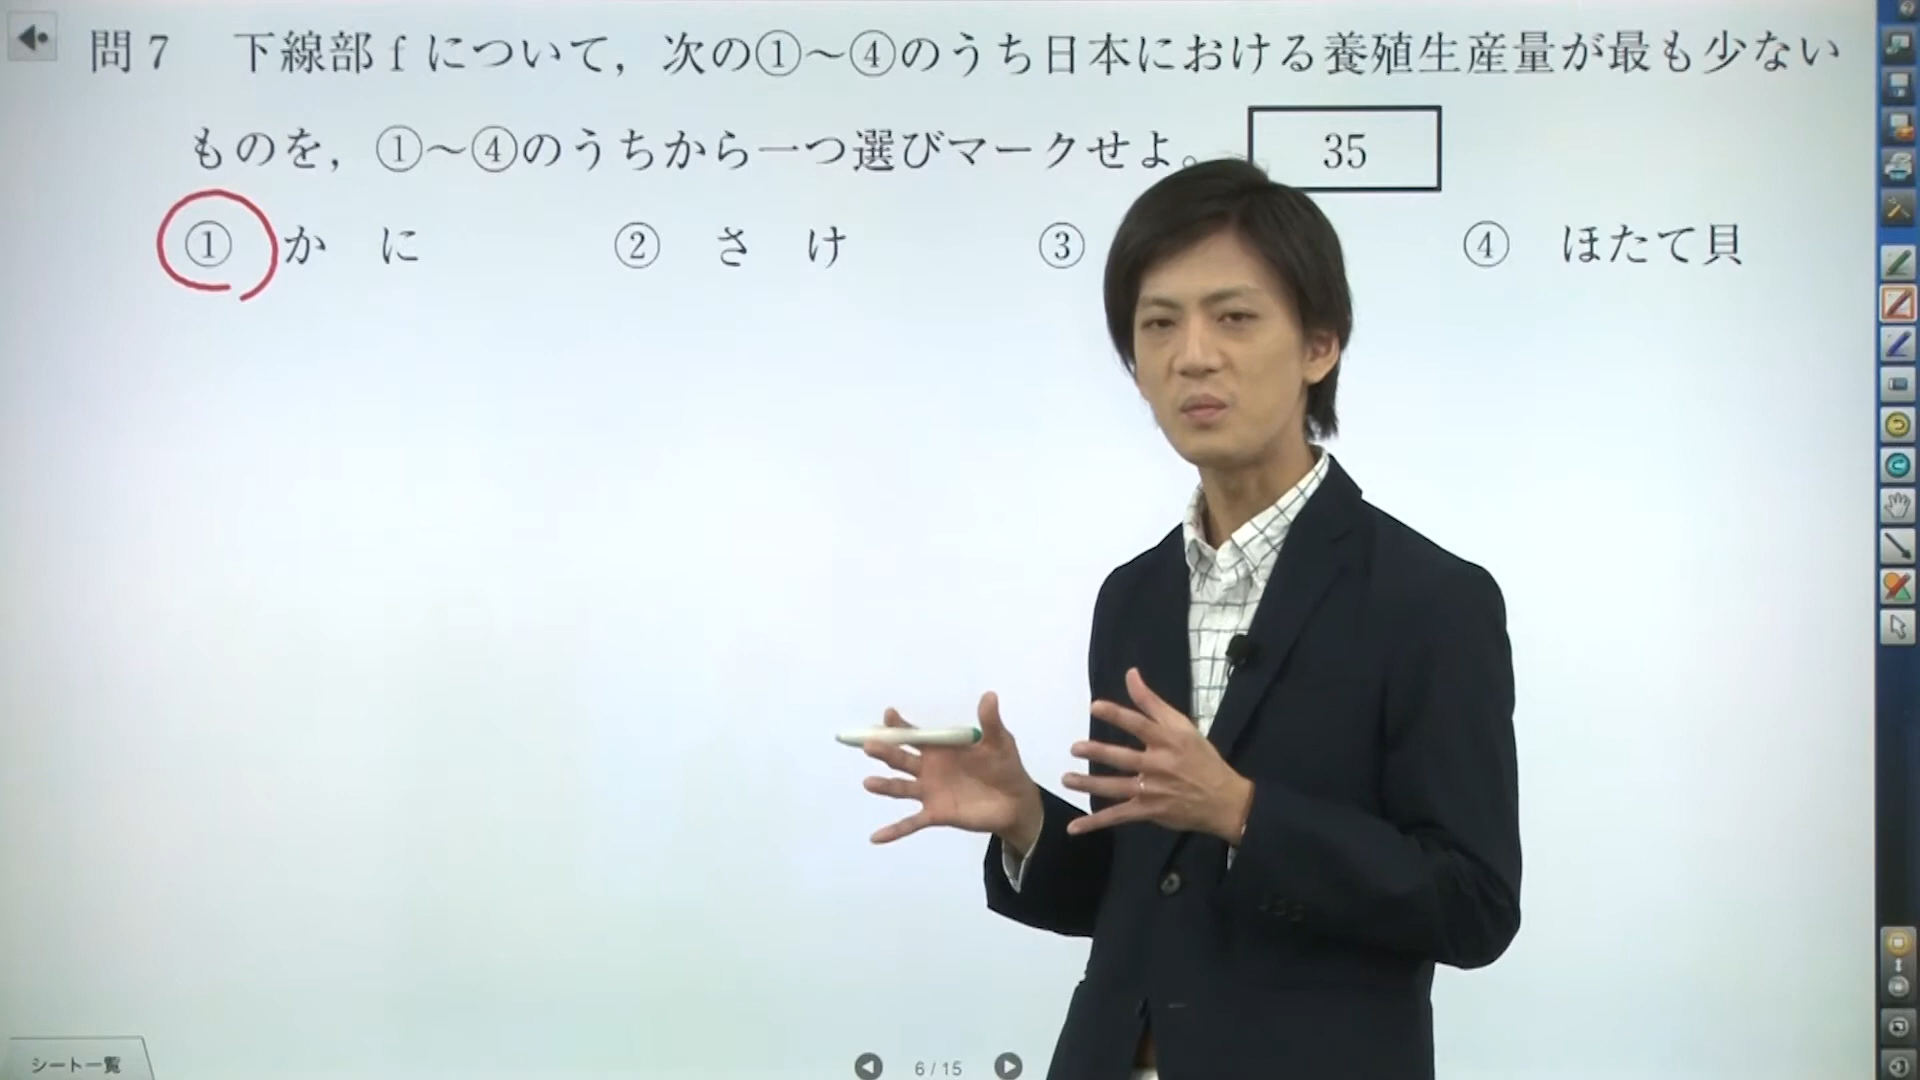 問7 下線部fについて，次の①～④のうち日本における養殖生産量が最も少ない
ものを，①～④のうちから一つ選びマークせよ。 35
① かに ② さけ ③ ④ ほたて貝
シート一覧
6 / 15